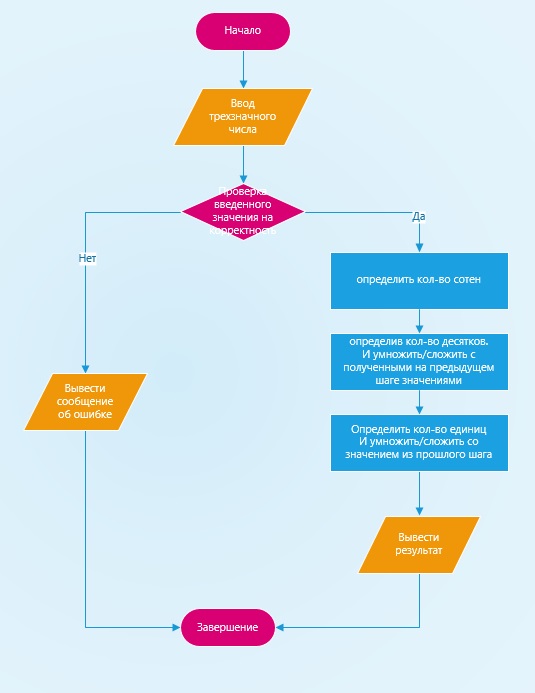 Начало
Ввод
трехзначного
числа
Проверка
введенного
значения на
корректность
Да
Нет
определить кол-во сотен
определив кол-во десятков.
И умножить/сложить с
полученными на предыдущем
шаге значениями
Вывести
сообщение
об ошибке
Определить кол-во единиц
И умножить/сложить со
значением из прошлого шага
Вывести
результат
Завершение